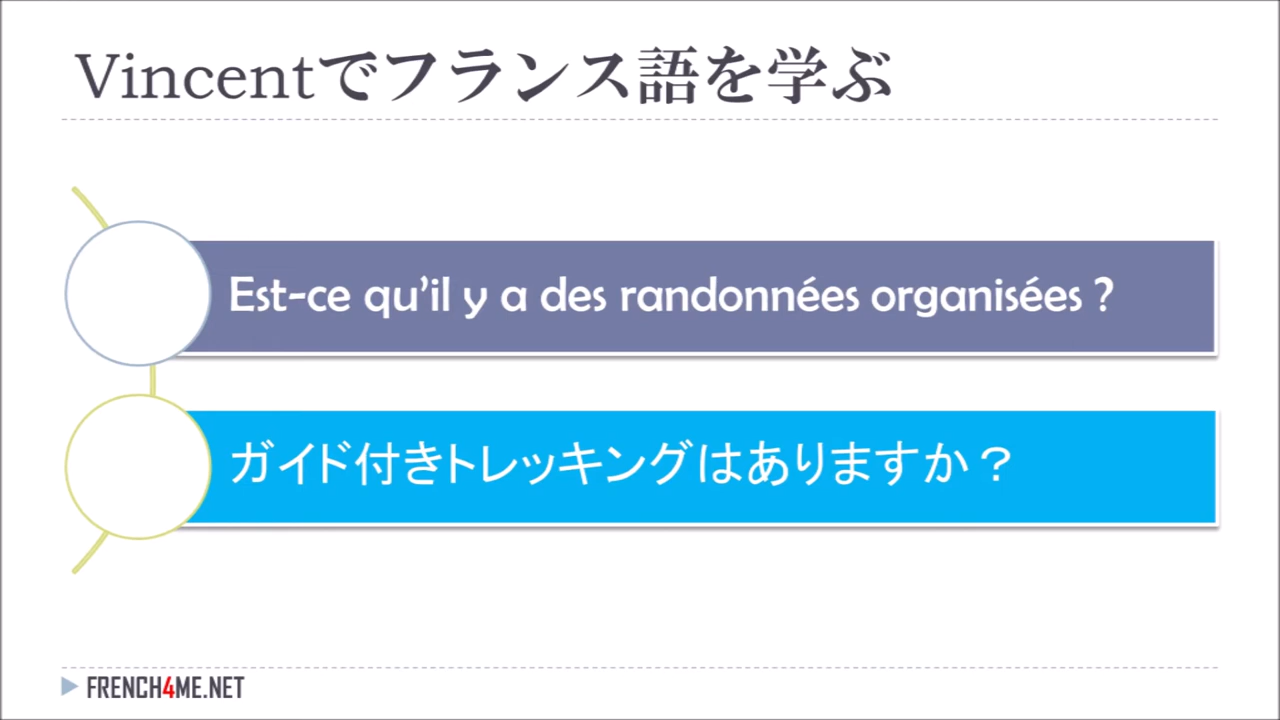 Vincentでフランス語を学ぶ
Est-ce qu’il y a des randonnées organisées ?
ガイド付きトレッキングはありますか？
FRENCH4ME.NET